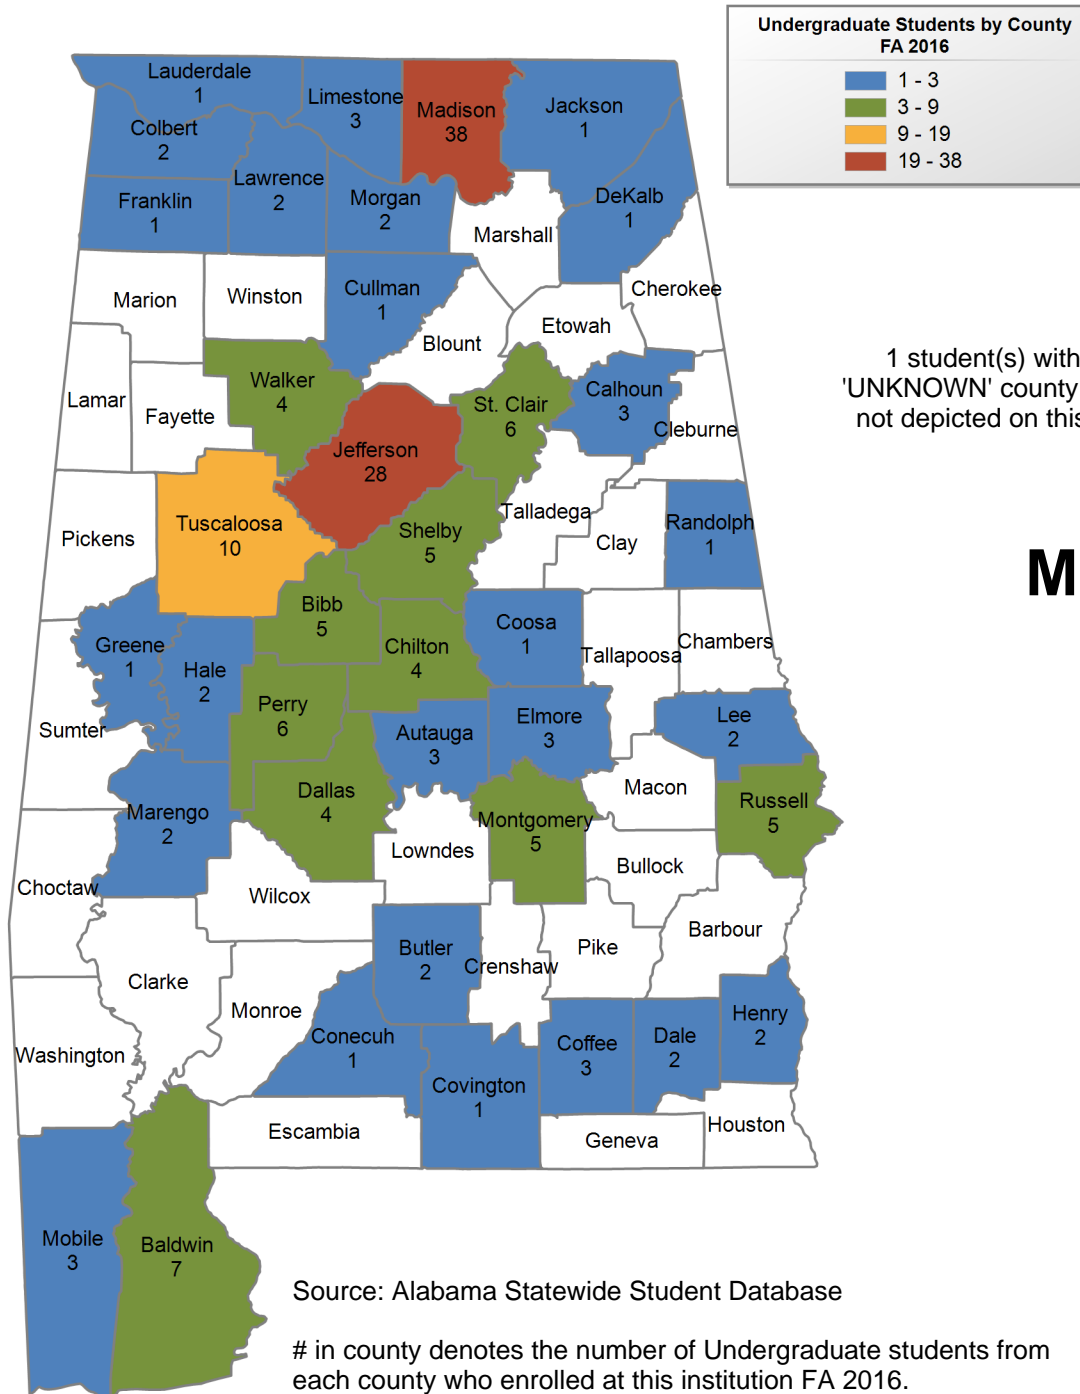 Undergraduate Students by County
FA 2016
1 - 3
3 - 9
9 - 19
19 - 38
Lauderdale
1
Limestone
3
Madison
38
Jackson
1
Colbert
2
Lawrence
2
Franklin
1
Morgan
2
DeKalb
1
Marshall
Cherokee
Marion
Winston
Cullman
1
Blount
Etowah
1 student(s) with
'UNKNOWN' county
not depicted on this
Lamar
Fayette
Walker
4
St. Clair
6
Calhoun
3
Cleburne
Jefferson
28
Pickens
Tuscaloosa
10
Shelby
5
Talladega
Clay
Randolph
1
M
Greene
1
Hale
2
Bibb
5
Chilton
4
Coosa
1
Tallapoosa
Chambers
Sumter
Perry
6
Autauga
3
Elmore
3
Lee
2
Marengo
2
Dallas
4
Montgomery
5
Macon
Russell
5
Choctaw
Wilcox
Lowndes
Bullock
Clarke
Butler
2
Crenshaw
Pike
Barbour
Washington
Monroe
Conecuh
1
Covington
1
Coffee
3
Dale
2
Henry
2
Escambia
Geneva
Houston
Mobile
3
Baldwin
7
Source: Alabama Statewide Student Database
# in county denotes the number of Undergraduate students from
each county who enrolled at this institution FA 2016.